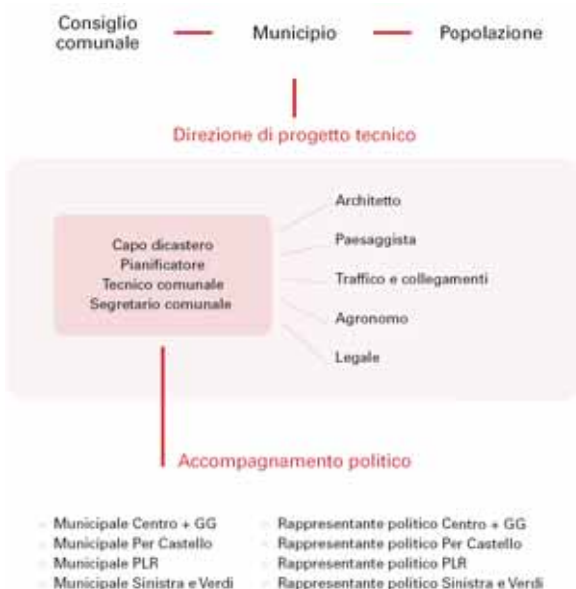 Consiglio
comunale
Municipio
Popolazione
Direzione di progetto tecnico
Capo dicastero
Pianificatore
Tecnico comunale
Segretario comunale
Architetto
Paesaggista
Traffico e collegamenti
Agronomo
Legale
Accompagnamento politico
Municipale Centro + GG
Municipale Per Castello
Municipale PLR
Municipale Sinistra e Verdi
Rappresentante politico Centro + GG
Rappresentante politico Per Castello
Rappresentante politico PLR
Rappresentante politico Sinistra e Verdi